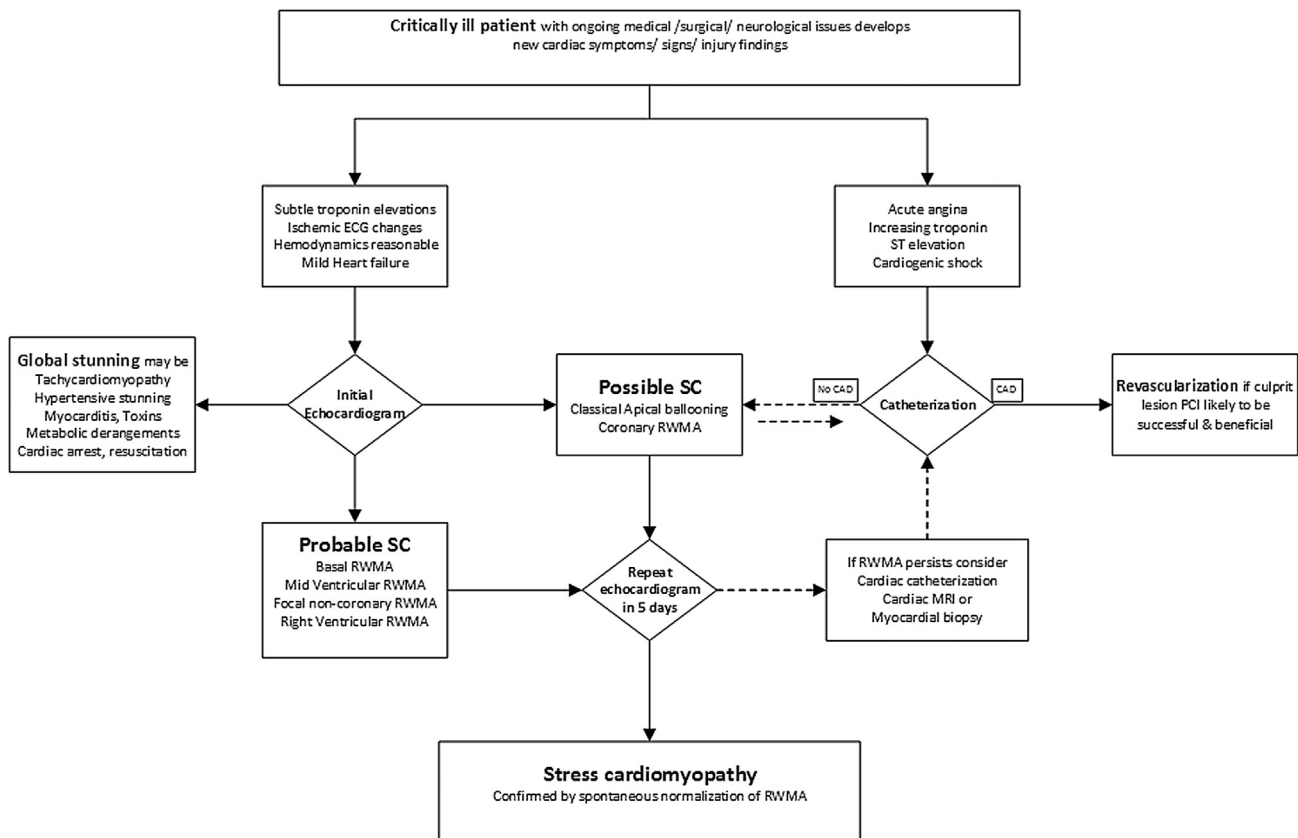 Critically ill patient with ongoing medical /surgical/ neurological issues develops
new cardiac symptoms/ signs/ injury findings
Subtle troponin elevations
Ischemic ECG changes
Hemodynamics reasonable
Mild Heart failure
Acute angina
Increasing troponin
ST elevation
Cardiogenic shock
Global stunning may be
Tachycardiomyopathy
Hypertensive stunning
Myocarditis, Toxins
Metabolic derangements
Cardiac arrest, resuscitation
Initial
Echocardiogram
Possible SC
Classical Apical ballooning
Coronary RWMA
No CAD
Catheterization
CAD
Revascularization if culprit
lesion PCI likely to be
successful & beneficial
Probable SC
Basal RWMA
Mid Ventricular RWMA
Focal non-coronary RWMA
Right Ventricular RWMA
Repeat
echocardiogram
in 5 days
If RWMA persists consider
Cardiac catheterization
Cardiac MRI or
Myocardial biopsy
Stress cardiomyopathy
Confirmed by spontaneous normalization of RWMA